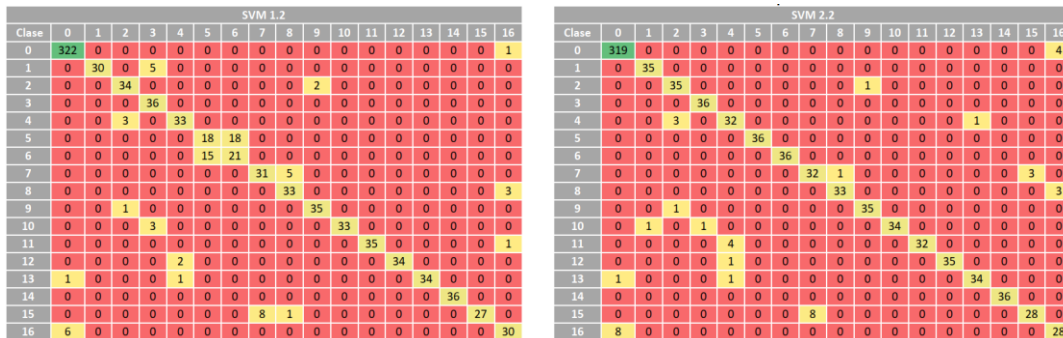 SVM 1.2
Clase 0 1 2 3 4 5 6 7 8 9 10 11 12 13 14 15 16
0 322 0 0 0 0 0 0 0 0 0 0 0 0 0 0 0 1
1 0 30 0 5 0 0 0 0 0 0 0 0 0 0 0 0 0
2 0 0 34 0 0 0 0 0 0 2 0 0 0 0 0 0 0
3 0 0 0 36 0 0 0 0 0 0 0 0 0 0 0 0 0
4 0 0 3 0 33 0 0 0 0 0 0 0 0 0 0 0 0
5 0 0 0 0 0 18 18 0 0 0 0 0 0 0 0 0 0
6 0 0 0 0 0 15 21 0 0 0 0 0 0 0 0 0 0
7 0 0 0 0 0 0 0 31 5 0 0 0 0 0 0 0 0
8 0 0 0 0 0 0 0 0 33 0 0 0 0 0 0 0 3
9 0 0 1 0 0 0 0 0 0 35 0 0 0 0 0 0 0
10 0 0 0 3 0 0 0 0 0 0 33 0 0 0 0 0 0
11 0 0 0 0 0 0 0 0 0 0 0 35 0 0 0 0 1
12 0 0 0 0 2 0 0 0 0 0 0 0 34 0 0 0 0
13 1 0 0 0 1 0 0 0 0 0 0 0 0 34 0 0 0
14 0 0 0 0 0 0 0 0 0 0 0 0 0 0 36 0 0
15 0 0 0 0 0 0 0 8 1 0 0 0 0 0 0 27 0
16 6 0 0 0 0 0 0 0 0 0 0 0 0 0 0 0 30
SVM 2.2
Clase 0 1 2 3 4 5 6 7 8 9 10 11 12 13 14 15 16
0 319 0 0 0 0 0 0 0 0 0 0 0 0 0 0 0 4
1 0 35 0 0 0 0 0 0 0 0 0 0 0 0 0 0 0
2 0 0 35 0 0 0 0 0 0 1 0 0 0 0 0 0 0
3 0 0 0 36 0 0 0 0 0 0 0 0 0 0 0 0 0
4 0 0 3 0 32 0 0 0 0 0 0 0 0 1 0 0 0
5 0 0 0 0 0 36 0 0 0 0 0 0 0 0 0 0 0
6 0 0 0 0 0 0 36 0 0 0 0 0 0 0 0 0 0
7 0 0 0 0 0 0 0 32 1 0 0 0 0 0 0 3 0
8 0 0 0 0 0 0 0 0 33 0 0 0 0 0 0 0 3
9 0 0 1 0 0 0 0 0 0 35 0 0 0 0 0 0 0
10 0 1 0 1 0 0 0 0 0 0 34 0 0 0 0 0 0
11 0 0 0 0 4 0 0 0 0 0 0 32 0 0 0 0 0
12 0 0 0 0 1 0 0 0 0 0 0 0 35 0 0 0 0
13 1 0 0 0 1 0 0 0 0 0 0 0 0 34 0 0 0
14 0 0 0 0 0 0 0 0 0 0 0 0 0 0 36 0 0
15 0 0 0 0 0 0 0 8 0 0 0 0 0 0 0 28 0
16 8 0 0 0 0 0 0 0 0 0 0 0 0 0 0 0 28